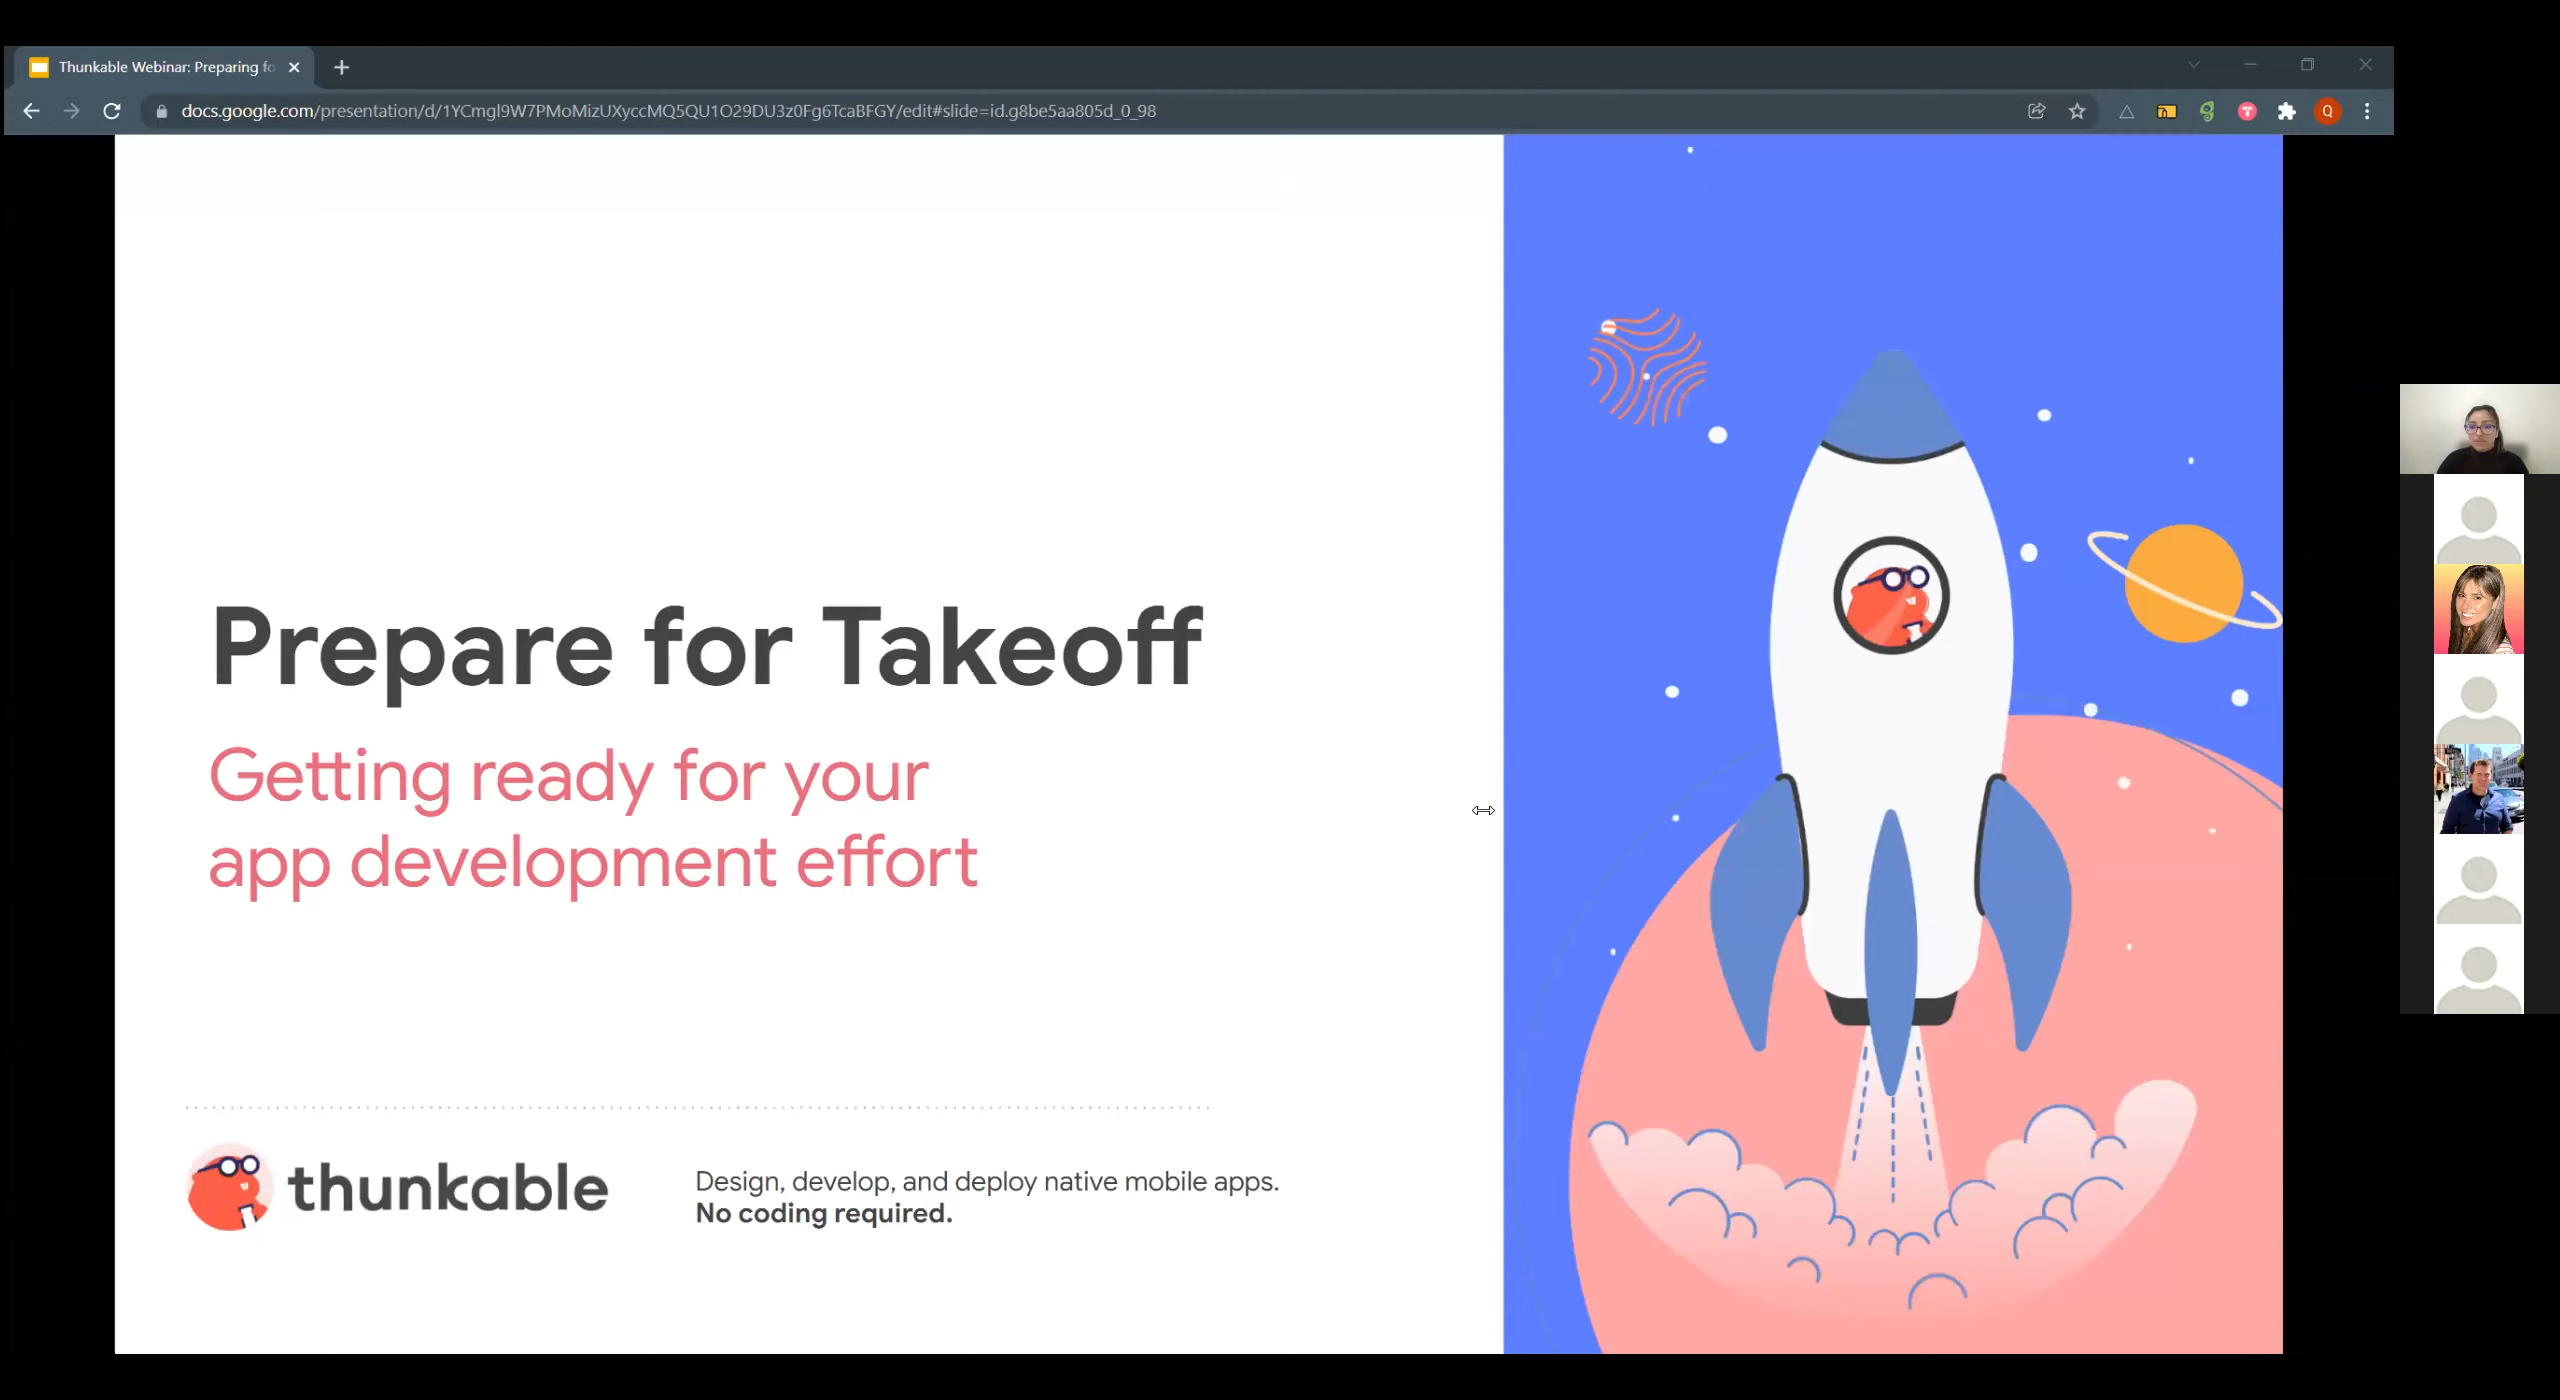 Thunkable Webinar: Preparing fo
docs.google.com/presentation/d/1YCmgl9W7PMoMizUXyccMQ5QU1O29DU3z0Fg6TcaBFGY/edit#slide=id.g8be5aa805d_0_98
Q
Prepare for Takeoff
Getting ready for your
app development effort
thunkable
Design, develop, and deploy native mobile apps.
No coding required.